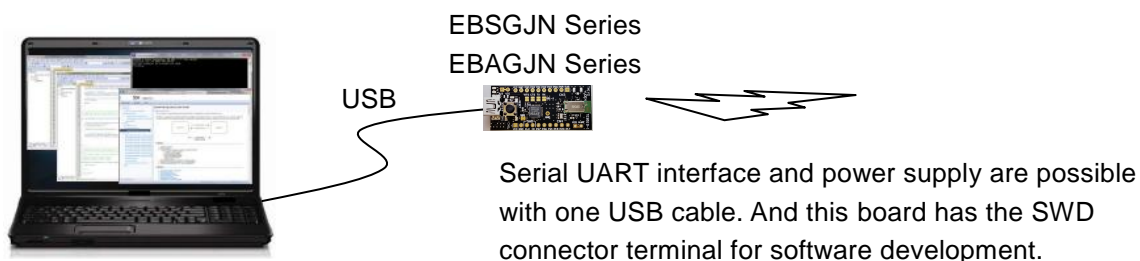 EBSGJN Series
EBAGJN Series
USB
Serial UART interface and power supply are possible
with one USB cable. And this board has the SWD
connector terminal for software development.